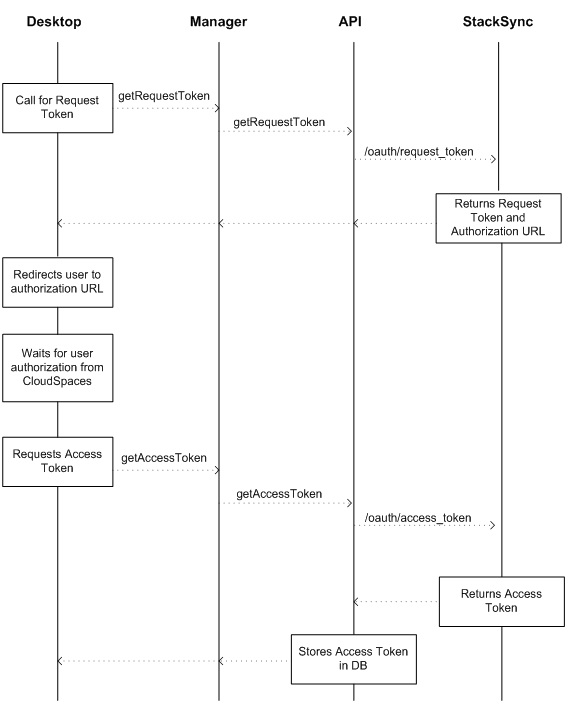 Desktop
Manager
API
StackSync
Call for Request
Token
getRequestToken
getRequestToken
/oauth/request_token
Returns Request
Token and
Authorization URL
Redirects user to
authorization URL
Waits for user
authorization from
CloudSpaces
Requests Access
Token
getAccessToken
getAccessToken
/oauth/access_token
Returns Access
Token
Stores Access Token
in DB